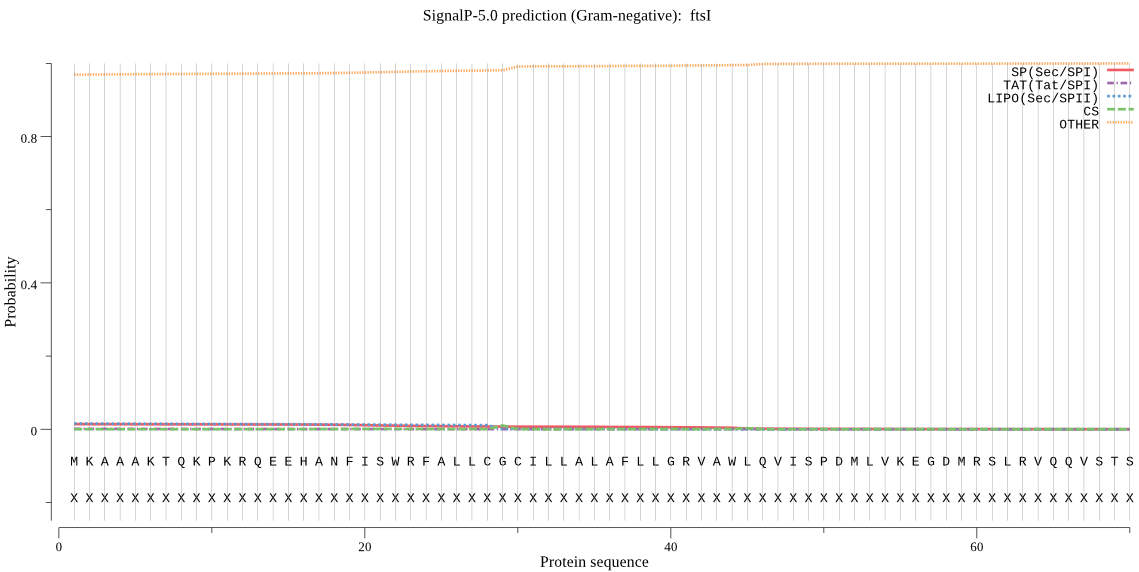 SignalP-5.0 prediction (Gram-negative): ftsI
SP(Sec/SPI)
TAT(Tat/SPI)
LIPO(Sec/SPII)
CS
OTHER
0.8
0.4
0
Probability
M K A A A K T Q K P K R Q E E H A N F I S W R F A L L C G C I L L A L A F L L G R V A W L Q V I S P D M L V K E G D M R S L R V Q Q V S T S
X X X X X X X X X X X X X X X X X X X X X X X X X X X X X X X X X X X X X X X X X X X X X X X X X X X X X X X X X X X X X X X X X X X X X X
0 20 40 60
Protein sequence